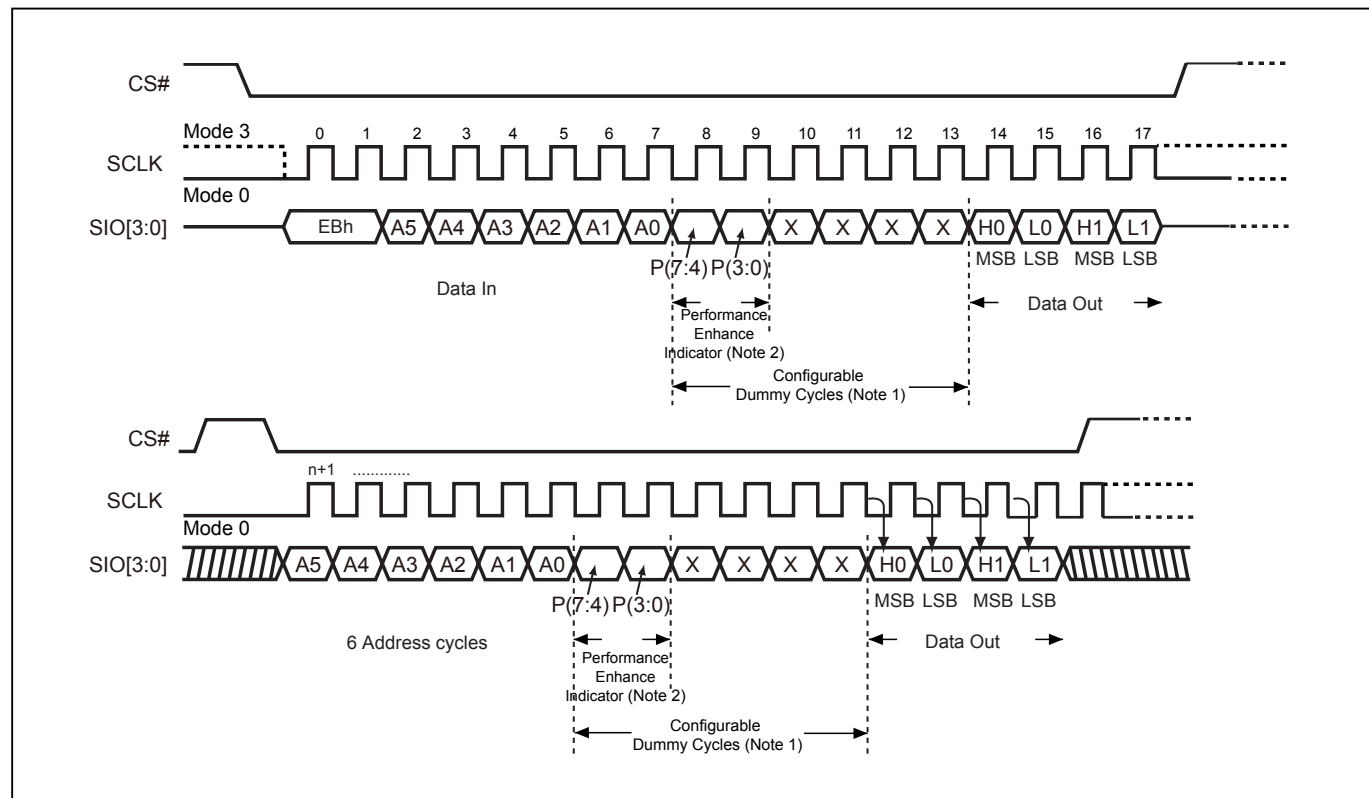 CS#
Mode 3
0 1 2 3 4 5 6 7 8 9 10 11 12 13 14 15 16 17
SCLK
Mode 0
SIO[3:0]
EBh A5 A4 A3 A2 A1 A0 X X X X H0 L0 H1 L1
P(7:4) P(3:0)
MSB LSB MSB LSB
Data In
Data Out
Performance
Enhance
Indicator (Note 2)
Configurable
Dummy Cycles (Note 1)
CS#
n+1 .............
SCLK
Mode 0
SIO[3:0]
A5 A4 A3 A2 A1 A0 X X X X H0 L0 H1 L1
P(7:4) P(3:0)
MSB LSB MSB LSB
6 Address cycles
Data Out
Performance
Enhance
Indicator (Note 2)
Configurable
Dummy Cycles (Note 1)